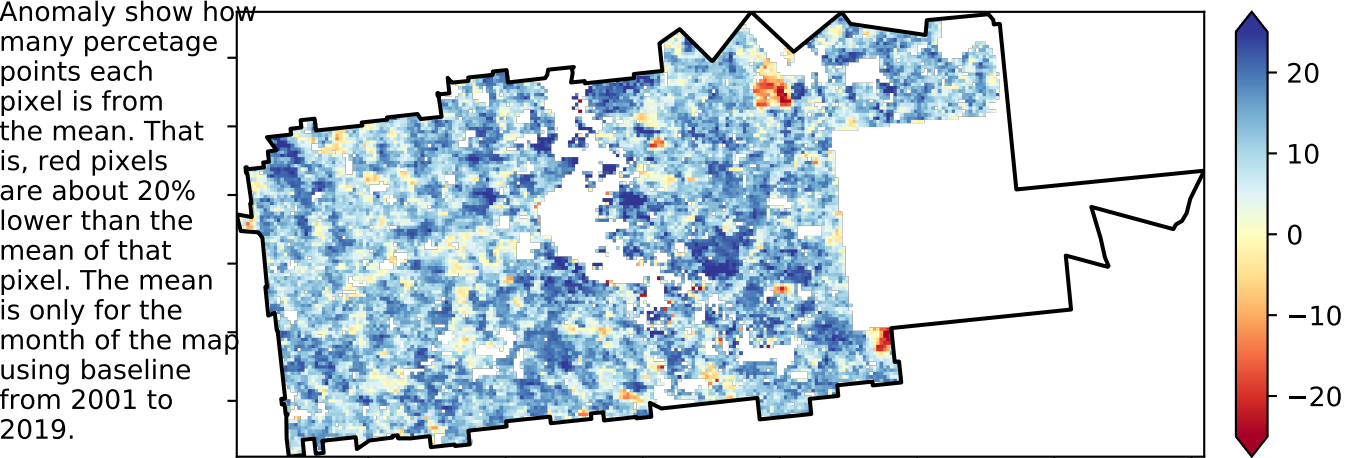 Anomaly show how
many percetage
points each
pixel is from
the mean. That
is, red pixels
are about 20%
lower than the
mean of that
pixel. The mean
is only for the
month of the map
using baseline
from 2001 to
2019.
20
10
0
−10
−20